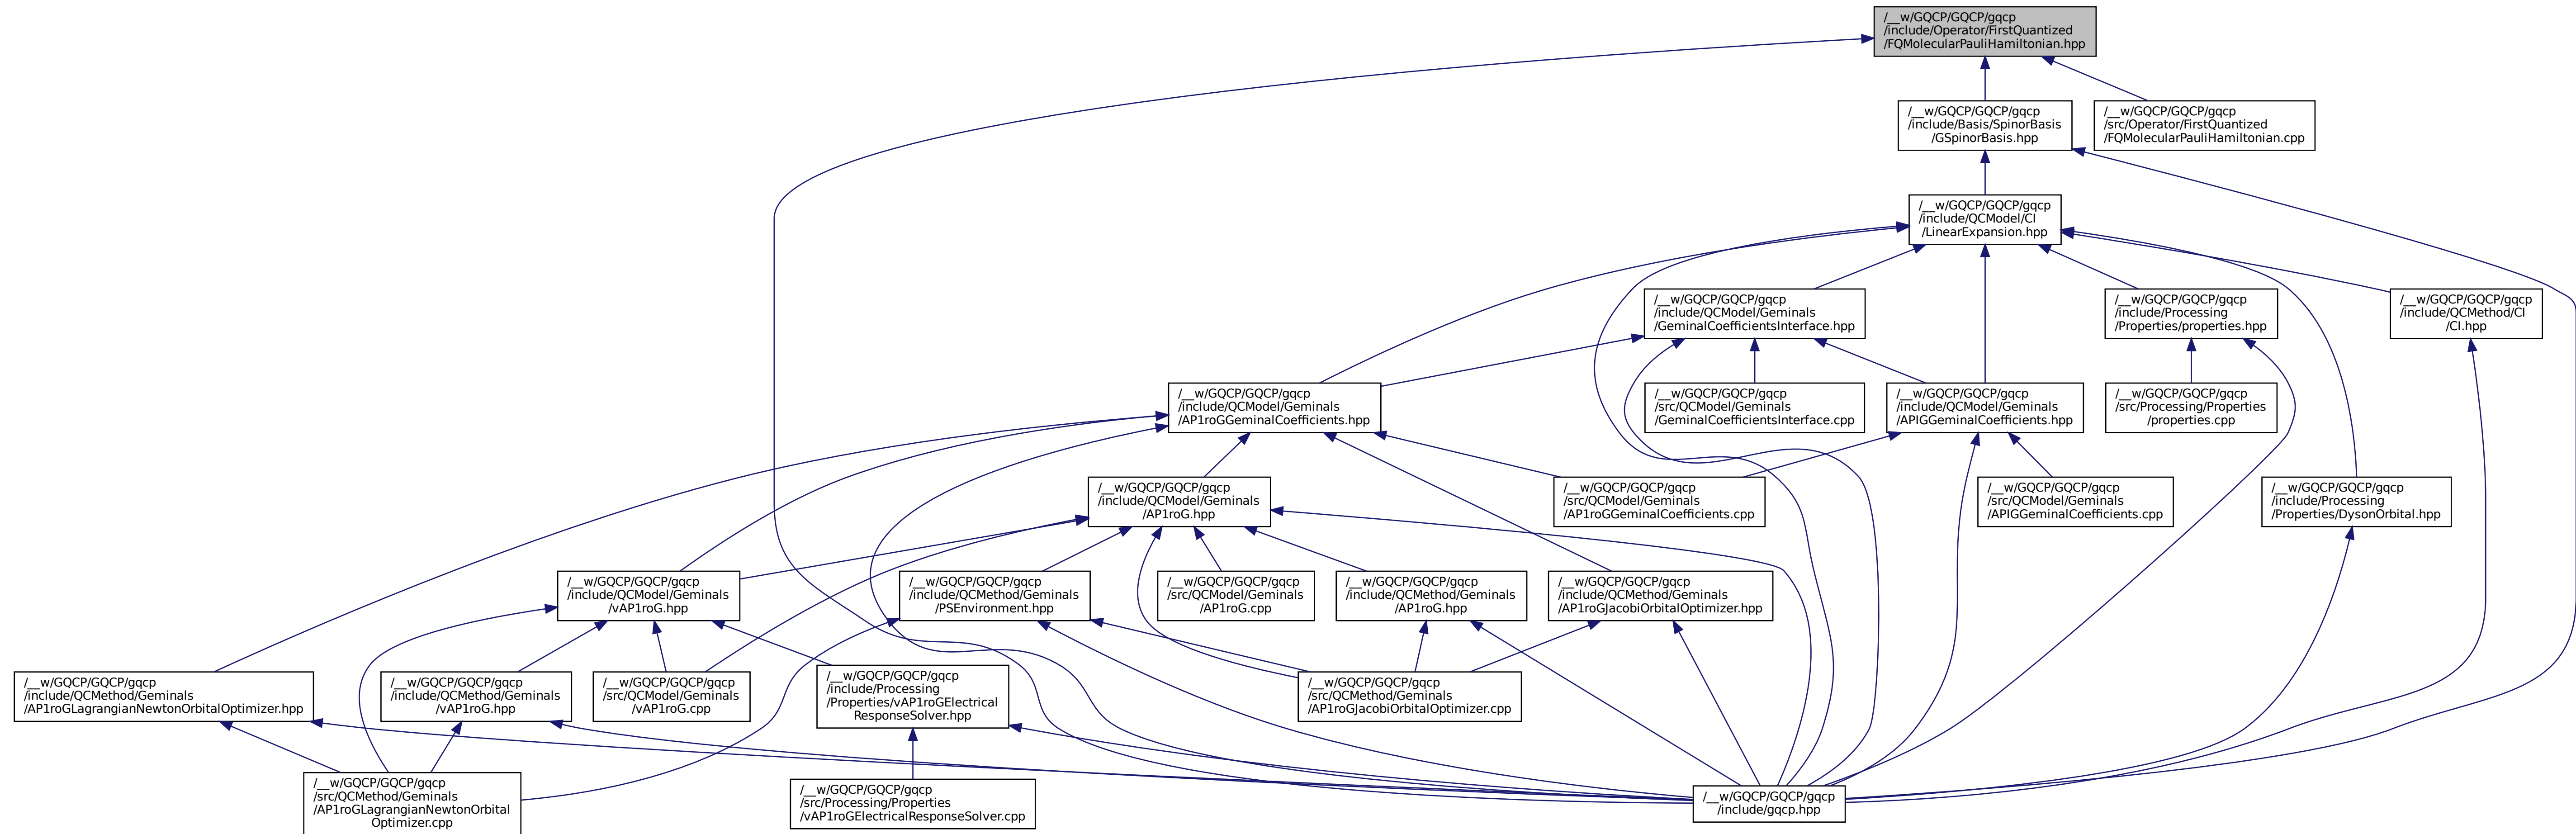 /__w/GQCP/GQCP/gqcp
/include/Operator/FirstQuantized
/FQMolecularPauliHamiltonian.hpp
/__w/GQCP/GQCP/gqcp
/include/Basis/SpinorBasis
/GSpinorBasis.hpp
/__w/GQCP/GQCP/gqcp
/src/Operator/FirstQuantized
/FQMolecularPauliHamiltonian.cpp
/__w/GQCP/GQCP/gqcp
/include/QCModel/CI
/LinearExpansion.hpp
/__w/GQCP/GQCP/gqcp
/include/QCModel/Geminals
/GeminalCoefficientsInterface.hpp
/__w/GQCP/GQCP/gqcp
/include/Processing
/Properties/properties.hpp
/__w/GQCP/GQCP/gqcp
/include/QCMethod/CI
/CI.hpp
/__w/GQCP/GQCP/gqcp
/include/QCModel/Geminals
/AP1roGGeminalCoefficients.hpp
/__w/GQCP/GQCP/gqcp
/src/QCModel/Geminals
/GeminalCoefficientsInterface.cpp
/__w/GQCP/GQCP/gqcp
/include/QCModel/Geminals
/APIGGeminalCoefficients.hpp
/__w/GQCP/GQCP/gqcp
/src/Processing/Properties
/properties.cpp
/__w/GQCP/GQCP/gqcp
/include/QCModel/Geminals
/AP1roG.hpp
/__w/GQCP/GQCP/gqcp
/src/QCModel/Geminals
/AP1roGGeminalCoefficients.cpp
/__w/GQCP/GQCP/gqcp
/src/QCModel/Geminals
/APIGGeminalCoefficients.cpp
/__w/GQCP/GQCP/gqcp
/include/Processing
/Properties/DysonOrbital.hpp
/__w/GQCP/GQCP/gqcp
/include/QCModel/Geminals
/vAP1roG.hpp
/__w/GQCP/GQCP/gqcp
/include/QCMethod/Geminals
/PSEnvironment.hpp
/__w/GQCP/GQCP/gqcp
/src/QCModel/Geminals
/AP1roG.cpp
/__w/GQCP/GQCP/gqcp
/include/QCMethod/Geminals
/AP1roG.hpp
/__w/GQCP/GQCP/gqcp
/include/QCMethod/Geminals
/AP1roGJacobiOrbitalOptimizer.hpp
/__w/GQCP/GQCP/gqcp
/include/QCMethod/Geminals
/AP1roGLagrangianNewtonOrbitalOptimizer.hpp
/__w/GQCP/GQCP/gqcp
/include/QCMethod/Geminals
/vAP1roG.hpp
/__w/GQCP/GQCP/gqcp
/src/QCModel/Geminals
/vAP1roG.cpp
/__w/GQCP/GQCP/gqcp
/include/Processing
/Properties/vAP1roGElectrical
ResponseSolver.hpp
/__w/GQCP/GQCP/gqcp
/src/QCMethod/Geminals
/AP1roGJacobiOrbitalOptimizer.cpp
/__w/GQCP/GQCP/gqcp
/src/QCMethod/Geminals
/AP1roGLagrangianNewtonOrbital
Optimizer.cpp
/__w/GQCP/GQCP/gqcp
/src/Processing/Properties
/vAP1roGElectricalResponseSolver.cpp
/__w/GQCP/GQCP/gqcp
/include/gqcp.hpp